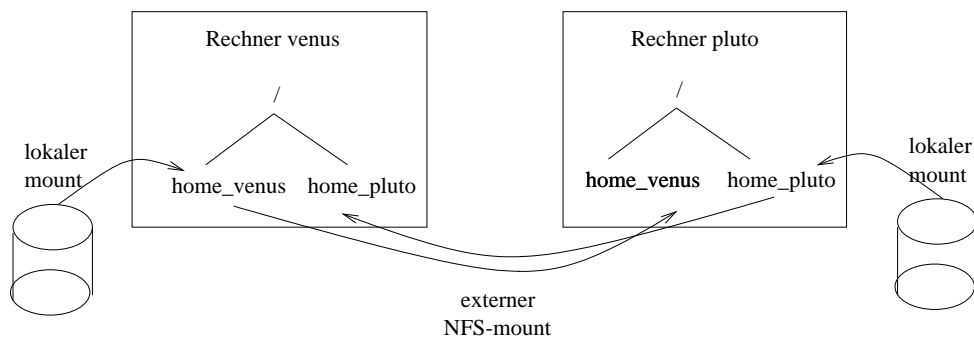 Rechner venus
Rechner pluto
/
/
lokaler
mount
home_venus
home_pluto
home_venus
home_pluto
lokaler
mount
externer
NFS-mount